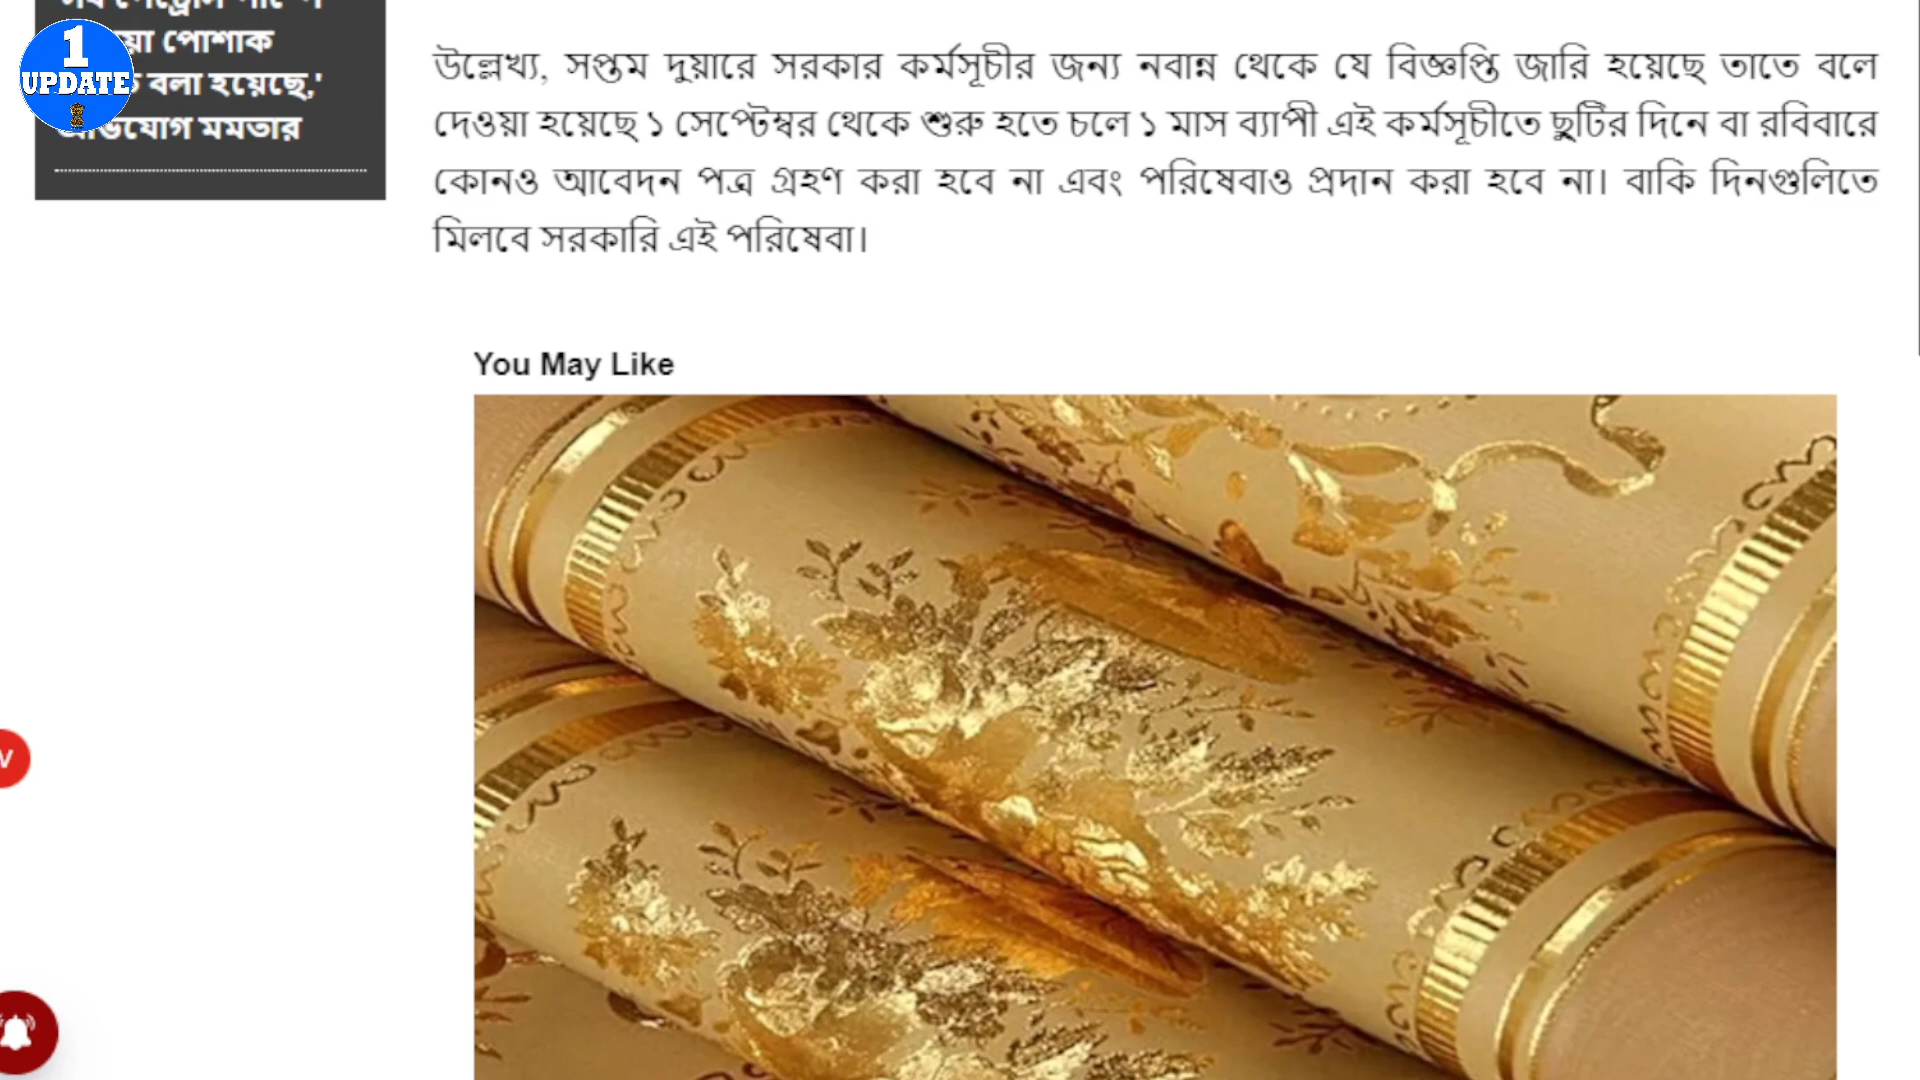 1
UPDATE
পোশাক
বলা হয়েছে,'
মমতার
উল্লেখ্য, সপ্তম দুয়ারে সরকার কর্মসূচীর জন্য নবান্ন থেকে যে বিজ্ঞপ্তি জারি হয়েছে তাতে বলে
দেওয়া হয়েছে ১ সেপ্টেম্বর থেকে শুরু হতে চলে ১ মাস ব্যাপী এই কর্মসূচীতে ছুটির দিনে বা রবিবারে
কোনও আবেদন পত্র গ্রহণ করা হবে না এবং পরিষেবাও প্রদান করা হবে না। বাকি দিনগুলিতে
মিলবে সরকারি এই পরিষেবা।
You May Like